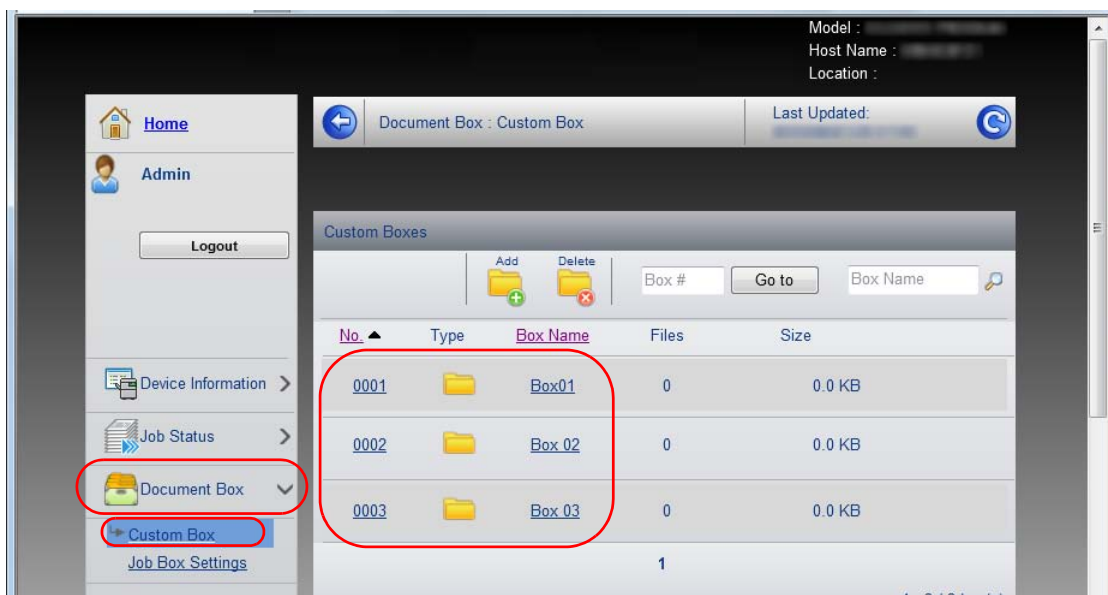 Model :
Host Name :
Location :
Home
Document Box : Custom Box
Last Updated:
Admin
Logout
Custom Boxes
Add Delete
Box # Go to Box Name
No. Type Box Name Files Size
Device Information
0001 Box01 0 0.0 KB
Job Status
0002 Box 02 0 0.0 KB
Document Box
0003 Box 03 0 0.0 KB
Custom Box
Job Box Settings
1